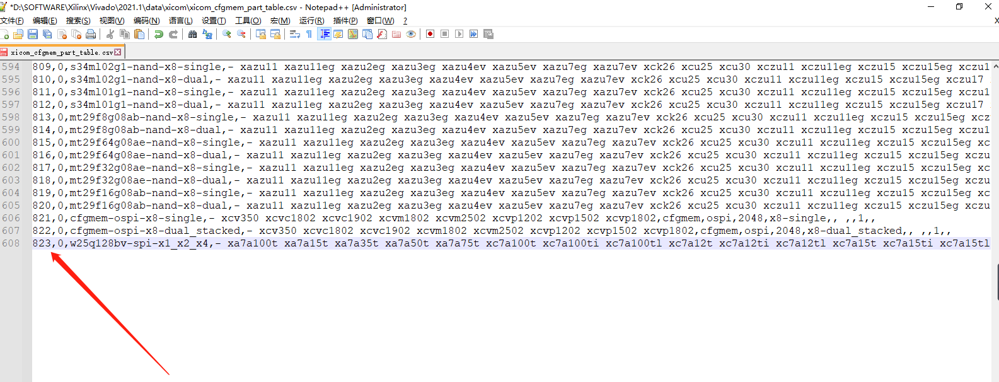 *D:\SOFTWARE\Xilinx\Vivado\2021.1\data\xicom\xicom_cfgmem_part_table.csv - Notepad++ [Administrator]
文件(F) 编辑(E) 搜索(S) 视图(V) 编码(N) 语言(L) 设置(T) 工具(O) 宏(M) 运行(R) 插件(P) 窗口(W) ? X
xicom_cfgmem_part_table.csv
594 809,0,s34ml02g1-nand-x8-single,- xazu11 xazu11eg xazu2eg xazu3eg xazu4ev xazu5ev xazu7eg xazu7ev xck26 xcu25 xcu30 xczu11 xczu11eg xczu15 xczu15eg xczu1
595 810,0,s34ml02g1-nand-x8-dual,- xazu11 xazu11eg xazu2eg xazu3eg xazu4ev xazu5ev xazu7eg xazu7ev xck26 xcu25 xcu30 xczu11 xczu11eg xczu15 xczu15eg xczu17
596 811,0,s34ml01g1-nand-x8-single,- xazu11 xazu11eg xazu2eg xazu3eg xazu4ev xazu5ev xazu7eg xazu7ev xck26 xcu25 xcu30 xczu11 xczu11eg xczu15 xczu15eg xczu1
597 812,0,s34ml01g1-nand-x8-dual,- xazu11 xazu11eg xazu2eg xazu3eg xazu4ev xazu5ev xazu7eg xazu7ev xck26 xcu25 xcu30 xczu11 xczu11eg xczu15 xczu15eg xczu17
598 813,0,mt29f8g08ab-nand-x8-single,- xazu11 xazu11eg xazu2eg xazu3eg xazu4ev xazu5ev xazu7eg xazu7ev xck26 xcu25 xcu30 xczu11 xczu11eg xczu15 xczu15eg xcz
599 814,0,mt29f8g08ab-nand-x8-dual,- xazu11 xazu11eg xazu2eg xazu3eg xazu4ev xazu5ev xazu7eg xazu7ev xck26 xcu25 xcu30 xczu11 xczu11eg xczu15 xczu15eg xczu1
600 815,0,mt29f64g08ae-nand-x8-single,- xazu11 xazu11eg xazu2eg xazu3eg xazu4ev xazu5ev xazu7eg xazu7ev xck26 xcu25 xcu30 xczu11 xczu11eg xczu15 xczu15eg xc
601 816,0,mt29f64g08ae-nand-x8-dual,- xazu11 xazu11eg xazu2eg xazu3eg xazu4ev xazu5ev xazu7eg xazu7ev xck26 xcu25 xcu30 xczu11 xczu11eg xczu15 xczu15eg xczu
602 817,0,mt29f32g08ae-nand-x8-single,- xazu11 xazu11eg xazu2eg xazu3eg xazu4ev xazu5ev xazu7eg xazu7ev xck26 xcu25 xcu30 xczu11 xczu11eg xczu15 xczu15eg xc
603 818,0,mt29f32g08ae-nand-x8-dual,- xazu11 xazu11eg xazu2eg xazu3eg xazu4ev xazu5ev xazu7eg xazu7ev xck26 xcu25 xcu30 xczu11 xczu11eg xczu15 xczu15eg xczu
604 819,0,mt29f16g08ab-nand-x8-single,- xazu11 xazu11eg xazu2eg xazu3eg xazu4ev xazu5ev xazu7eg xazu7ev xck26 xcu25 xcu30 xczu11 xczu11eg xczu15 xczu15eg xc
605 820,0,mt29f16g08ab-nand-x8-dual,- xazu11 xazu11eg xazu2eg xazu3eg xazu4ev xazu5ev xazu7eg xazu7ev xck26 xcu25 xcu30 xczu11 xczu11eg xczu15 xczu15eg xczu
606 821,0,cfgmem-ospi-x8-single,- xcv350 xcvc1802 xcvc1902 xcvm1802 xcvm2502 xcvp1202 xcvp1502 xcvp1802,cfgmem,ospi,2048,x8-single,, ,,1,,
607 822,0,cfgmem-ospi-x8-dual_stacked,- xcv350 xcvc1802 xcvc1902 xcvm1802 xcvm2502 xcvp1202 xcvp1502 xcvp1802,cfgmem,ospi,2048,x8-dual_stacked,, ,,1,,
608 823,0,w25q128bv-spi-x1_x2_x4,- xa7a100t xa7a15t xa7a35t xa7a50t xa7a75t xc7a100t xc7a100ti xc7a100tl xc7a12t xc7a12ti xc7a12tl xc7a15t xc7a15ti xc7a15tl